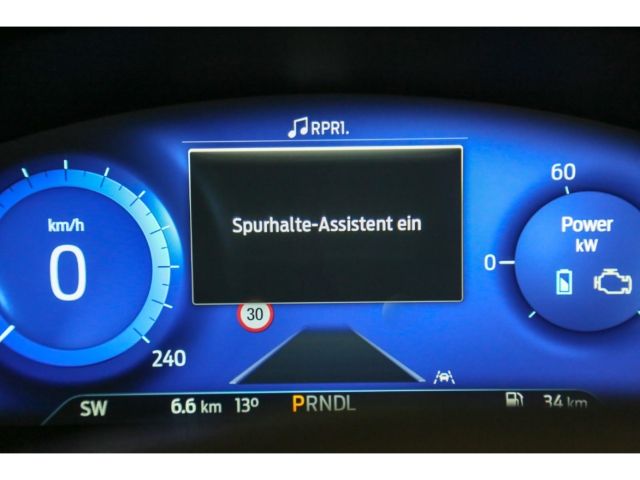 RPR1.
Spurhalte-Assistent ein
km/h
0
240
60
Power
kW
0
30
SW 6.6 km 13° PRNDL 34 km